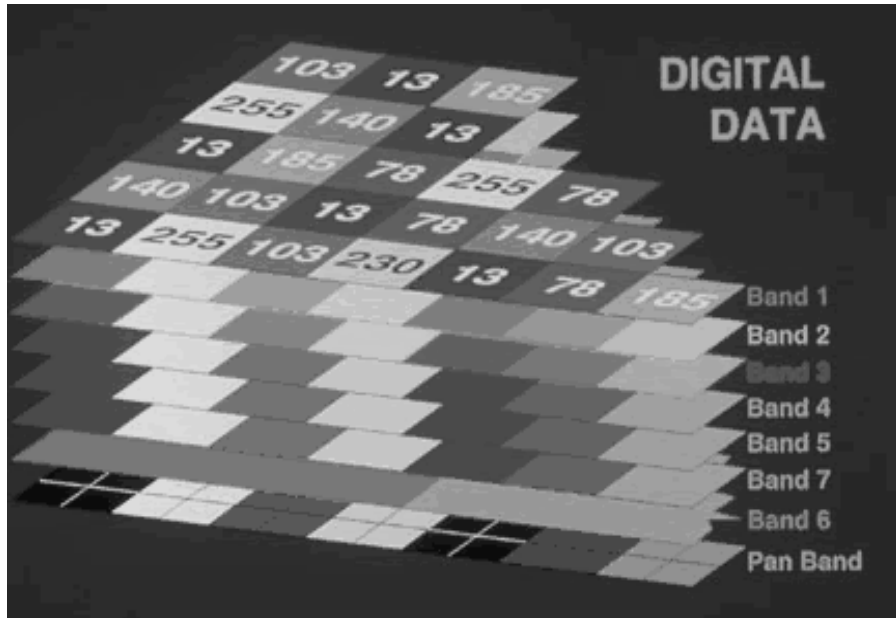 DIGITAL
DATA
103 13 185
255 140 13
13 185 78 255 78
140 103 13 78 140 103
13 255 103 230 13 78 185
Band 1
Band 2
Band 3
Band 4
Band 5
Band 7
Band 6
Pan Band